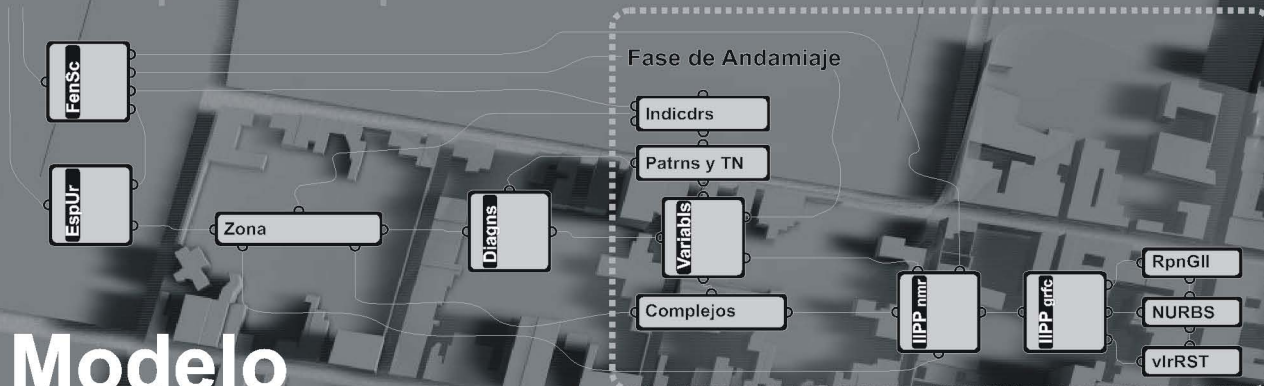 FenSc
EspUr
Zona
Diagns
Fase de Andamiaje
Indicdrs
Patrns y TN
Variabls
Complejos
IIPP nmr
IIPP grfc
RpnGII
NURBS
vlrRST
Modelo